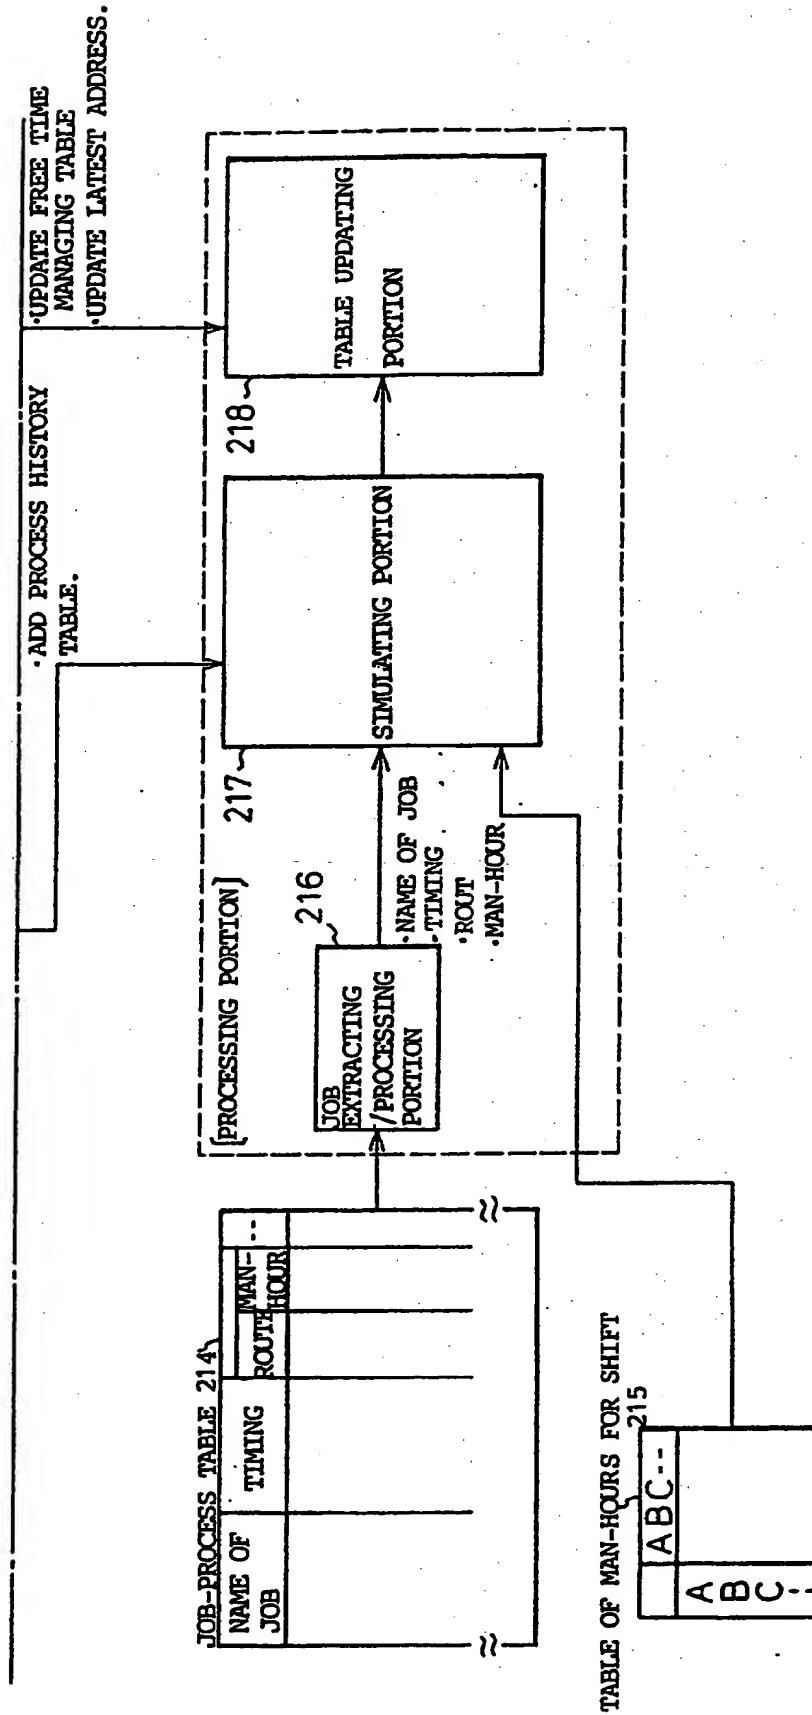 ·UPDATE FREE TIME
MANAGING TABLE
·UPDATE LATEST ADDRESS.
·ADD PROCESS HISTORY
TABLE.
[PROCESSING PORTION]
216
JOB
EXTRACTING
/PROCESSING
PORTION
·NAME OF JOB
·TIMING
·ROUT
·MAN-HOUR
217
SIMULATING PORTION
218
TABLE UPDATING
PORTION
JOB-PROCESS TABLE 214
NAME OF
JOB
TIMING
ROUTE
MAN-
HOUR
--
TABLE OF MAN-HOURS FOR SHIFT
215
ABC--
A
B
C
--